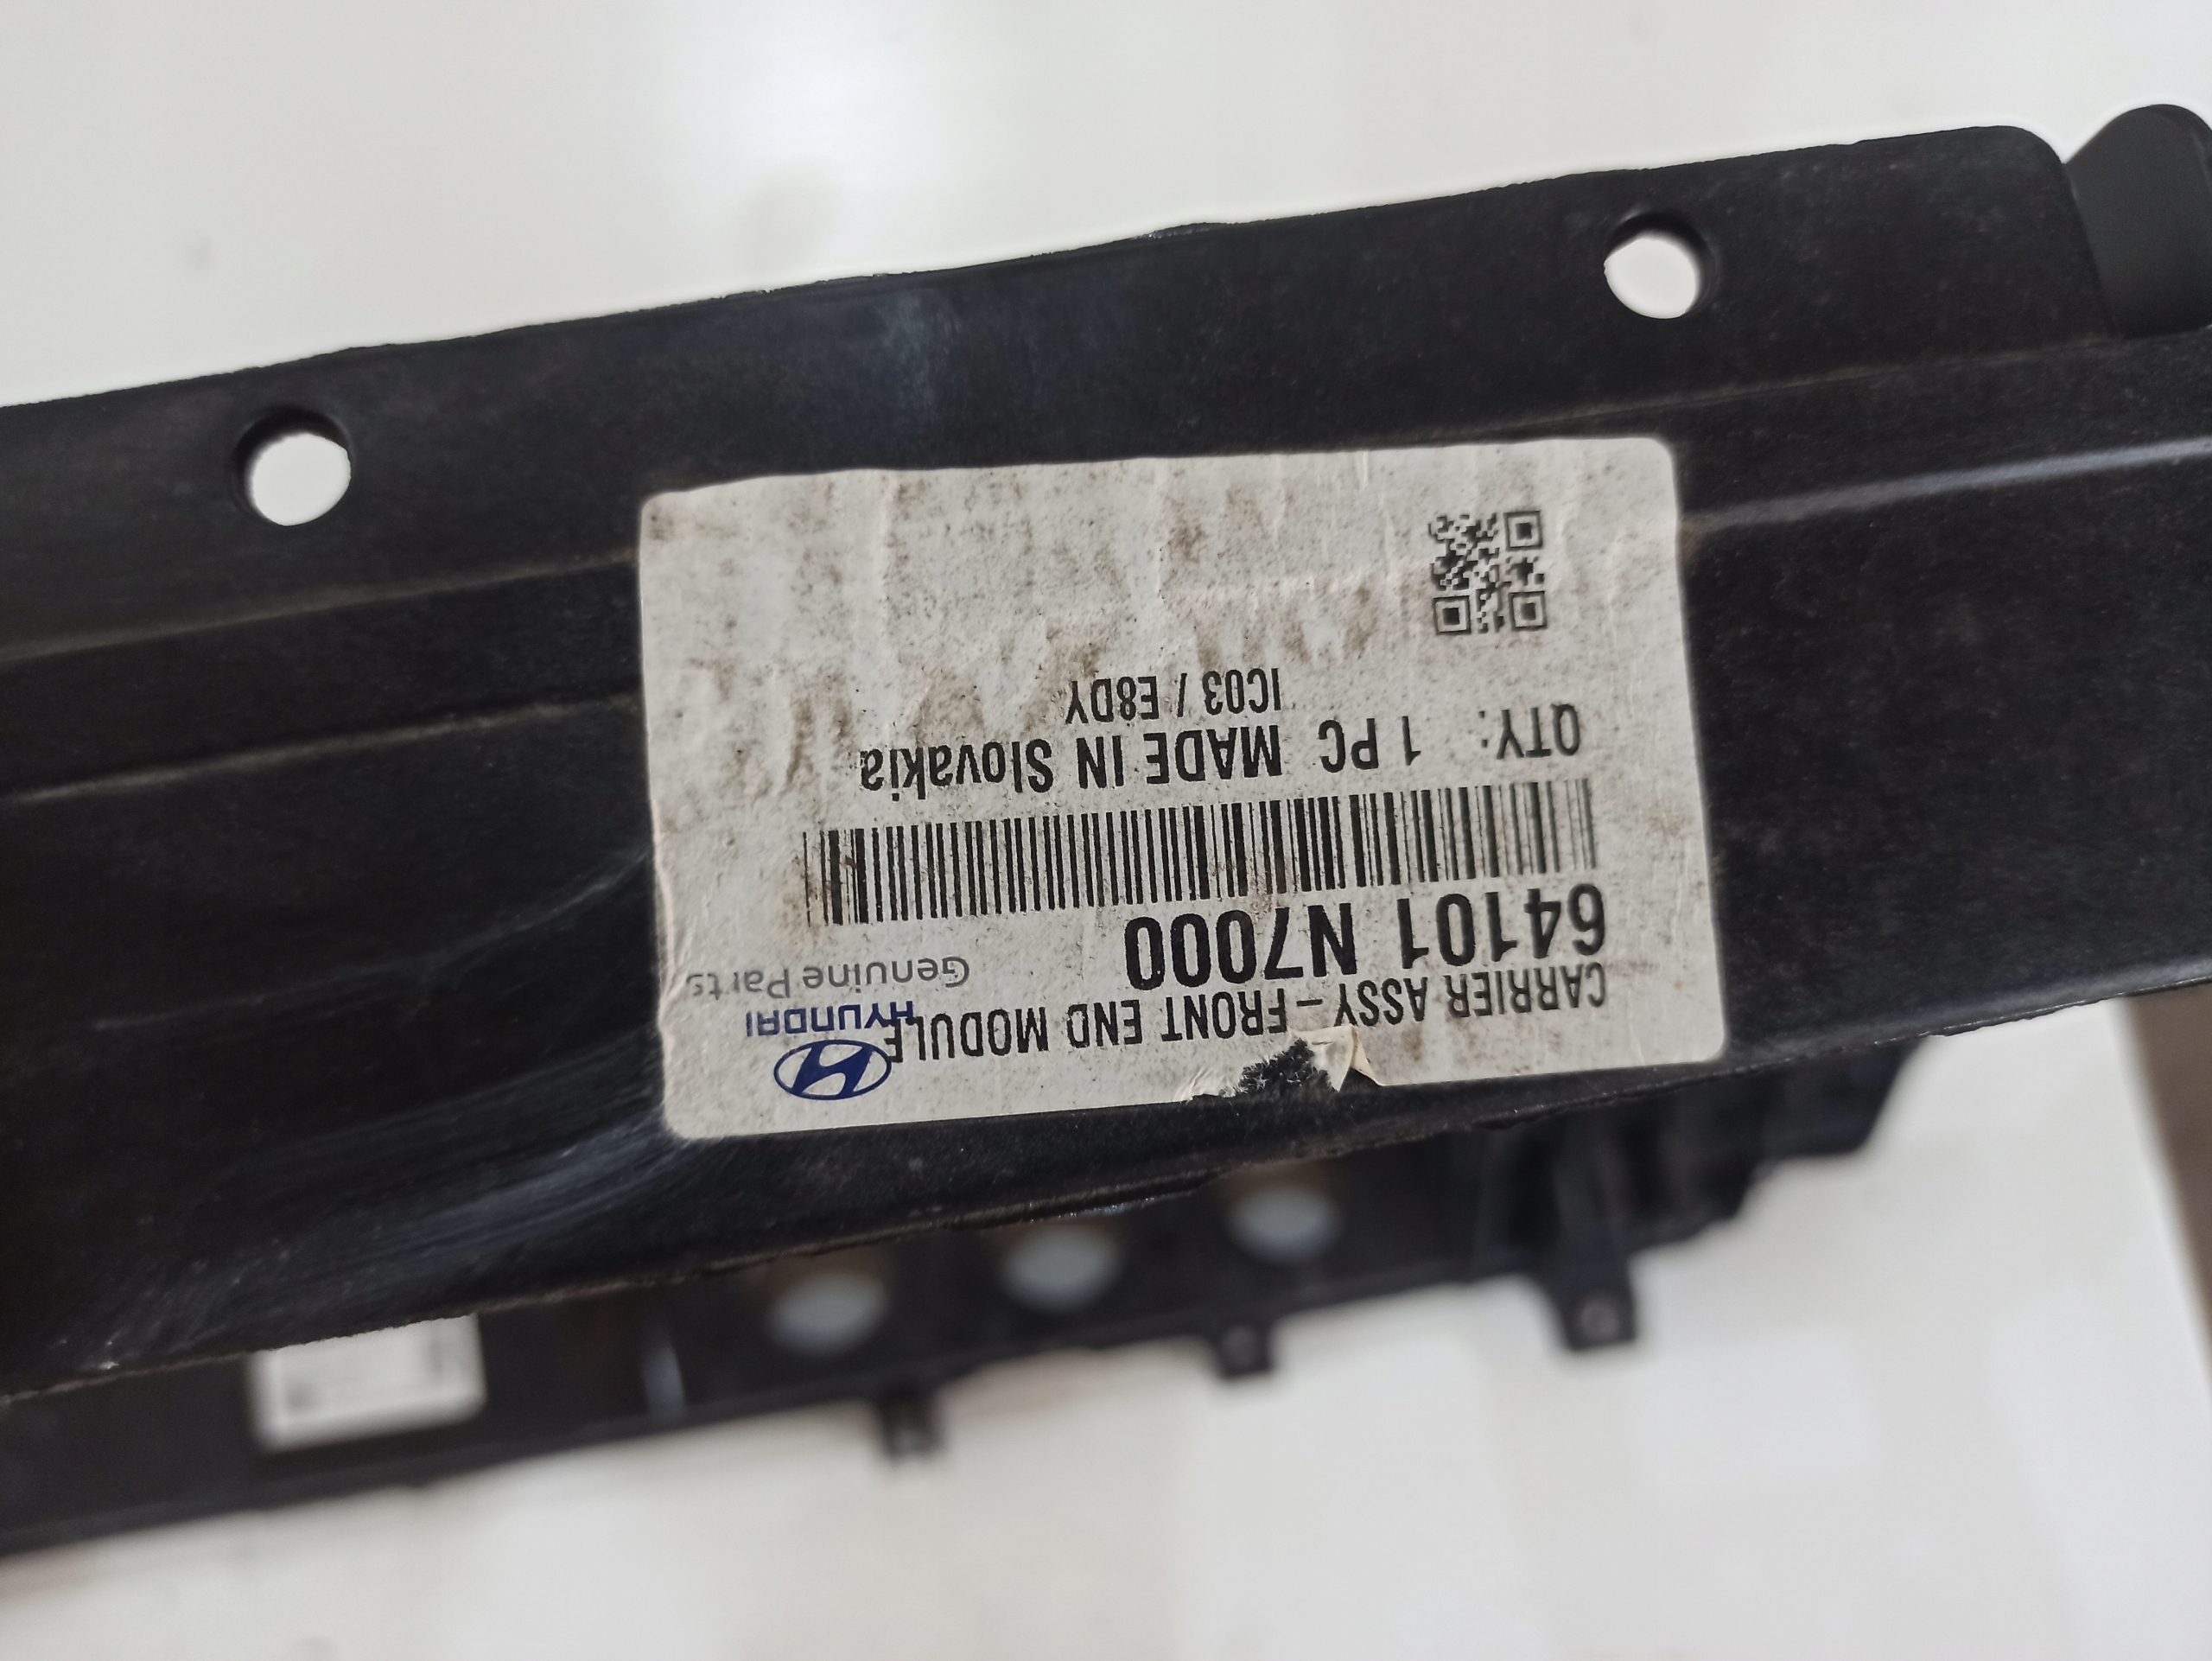 CARRIER ASSY-FRONT END MODULE
HYUNDAI
Genuine Parts
64101 N7000
QTY: 1 PC MADE IN Slovakia
IC03 / E8DY